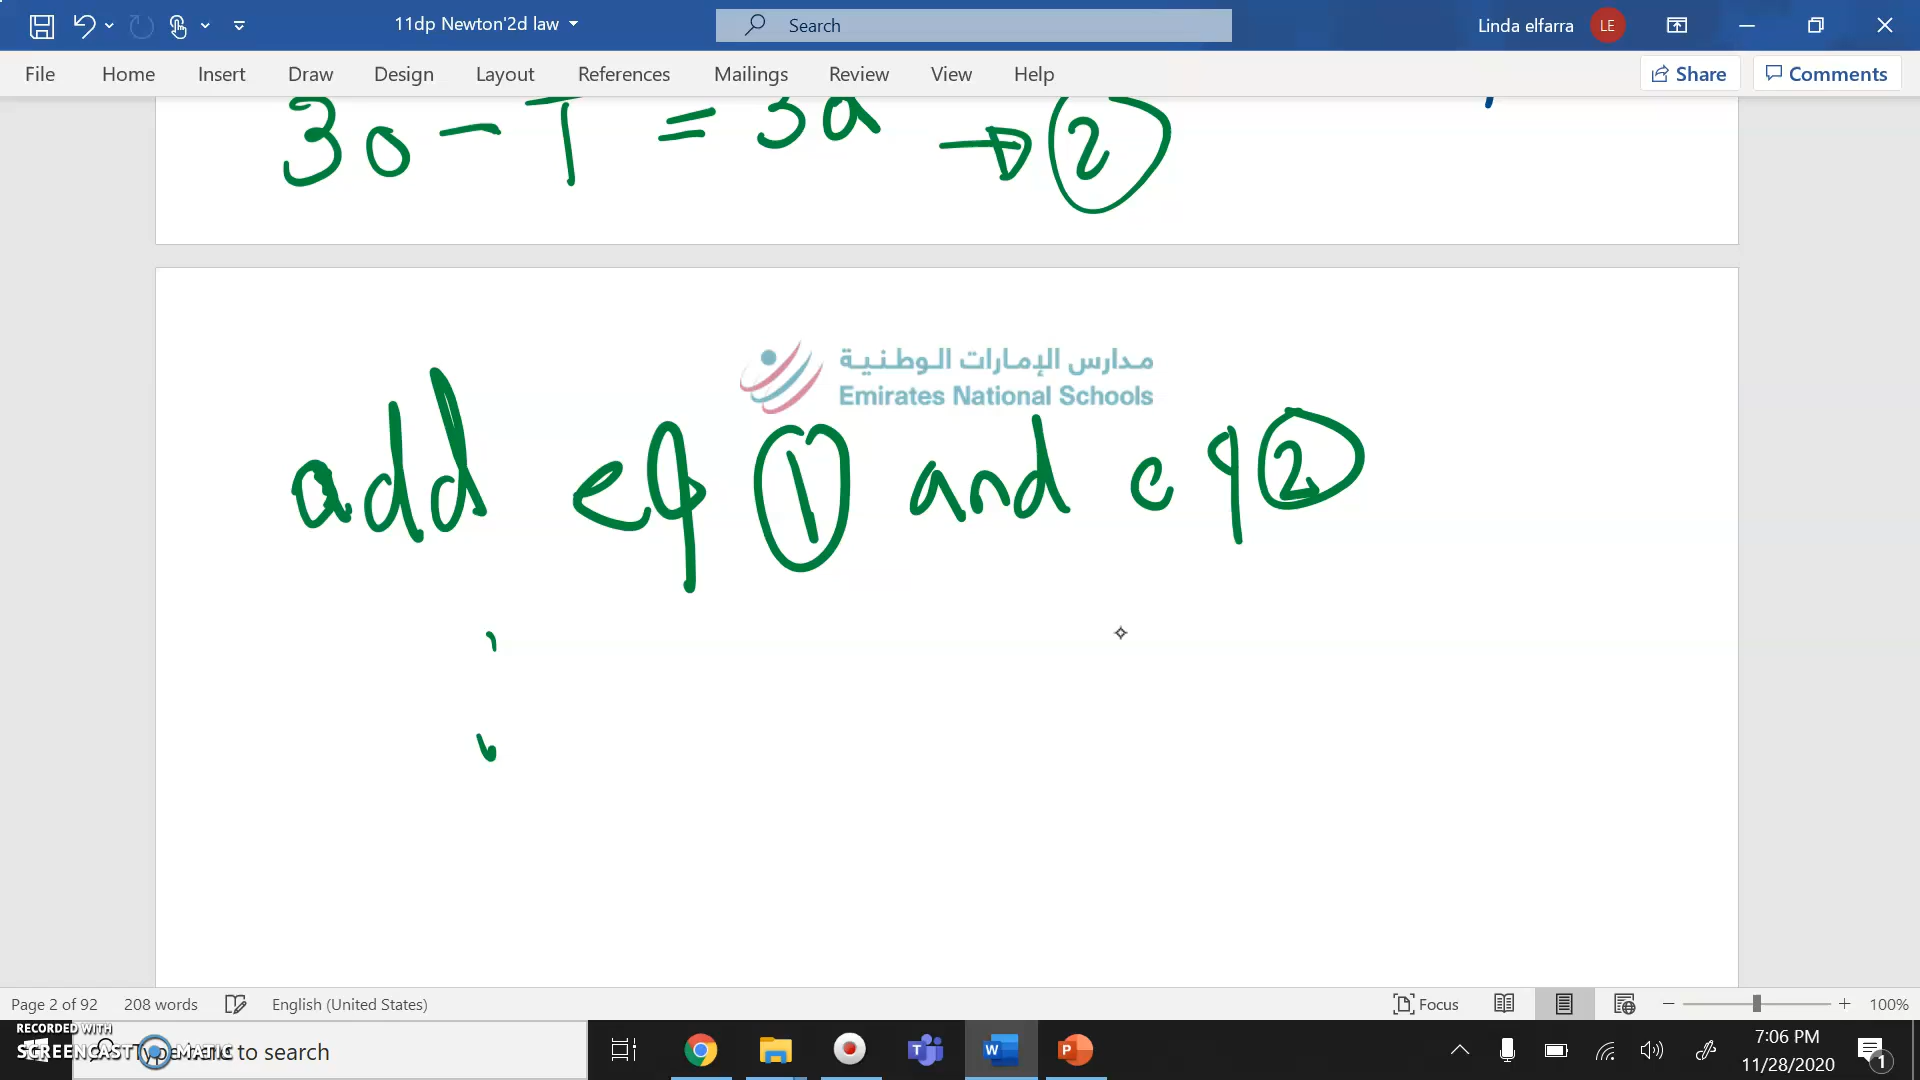 11dp Newton'2d law
Search
Linda elfarra
LE
File Home Insert Draw Design Layout References Mailings Review View Help
Share
Comments
30 - T = 3a → 2
مدارس الإمارات الوطنية
Emirates National Schools
add eq 1 and eq 2
Page 2 of 92
208 words
English (United States)
Focus
100%
RECORDED WITH
SCREENCAST MATIC
Type here to search
7:06 PM
11/28/2020
1